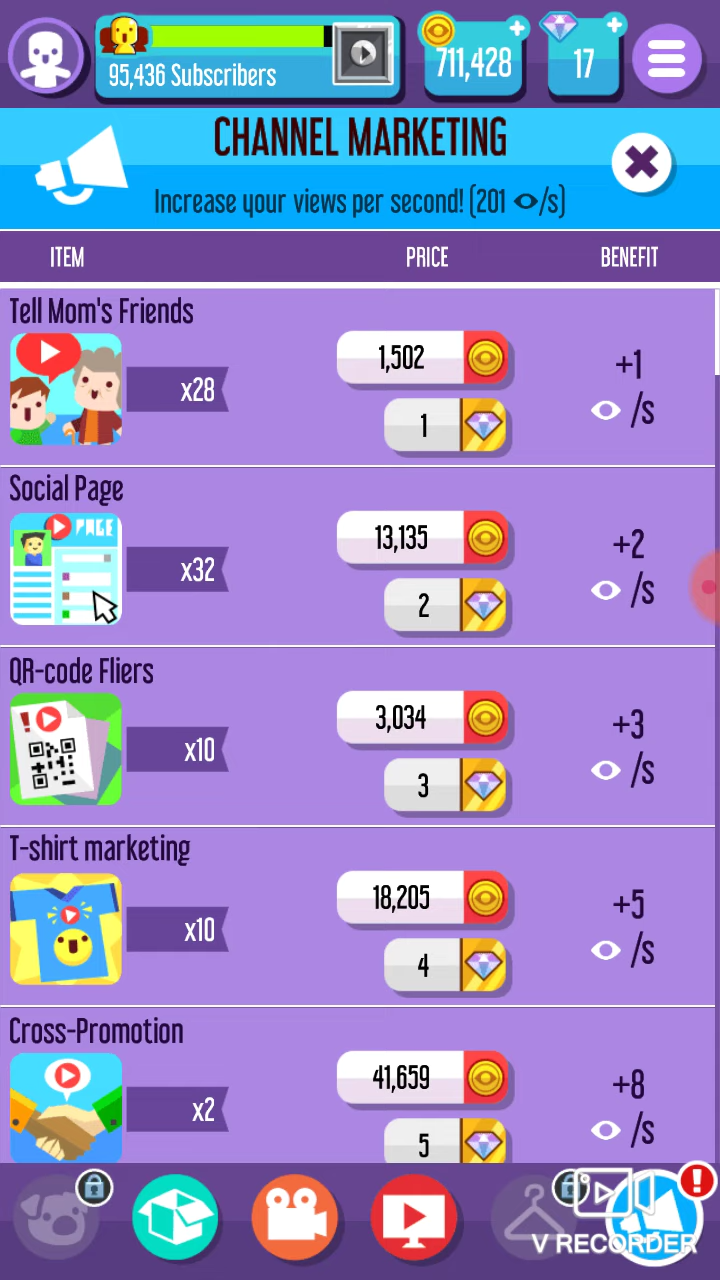 95,436 Subscribers
711,428
17
CHANNEL MARKETING
Increase your views per second! (201 /s)
ITEM PRICE BENEFIT
Tell Mom's Friends
x28
1,502
1
+1
/s
Social Page
PAGE
x32
13,135
2
+2
/s
QR-code Fliers
x10
3,034
3
+3
/s
T-shirt marketing
x10
18,205
4
+5
/s
Cross-Promotion
x2
41,659
5
+8
/s
V RECORDER